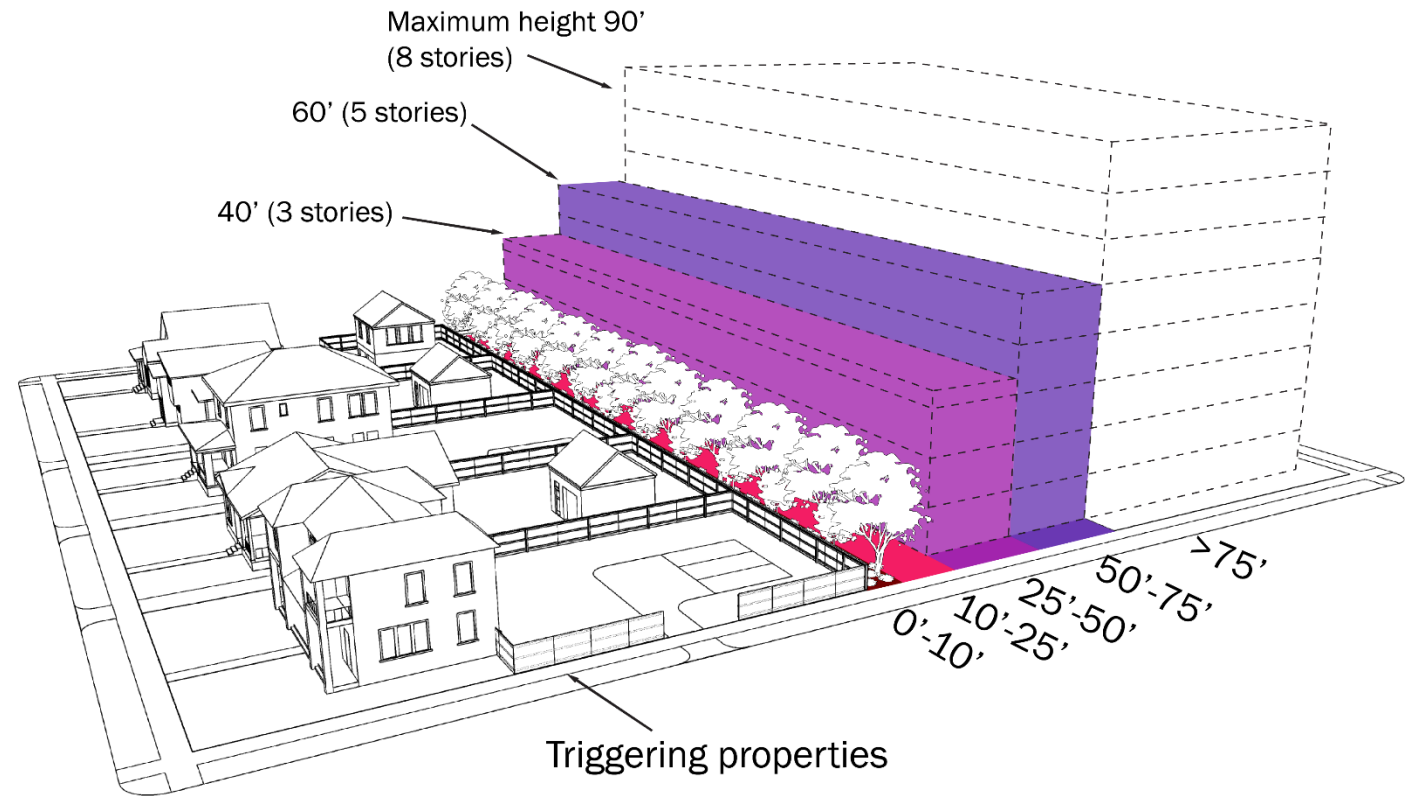 Maximum height 90’
(8 stories)
60’ (5 stories)
40’ (3 stories)
>75’
50’-75’
25’-50’
10’-25’
0’-10’
Triggering properties